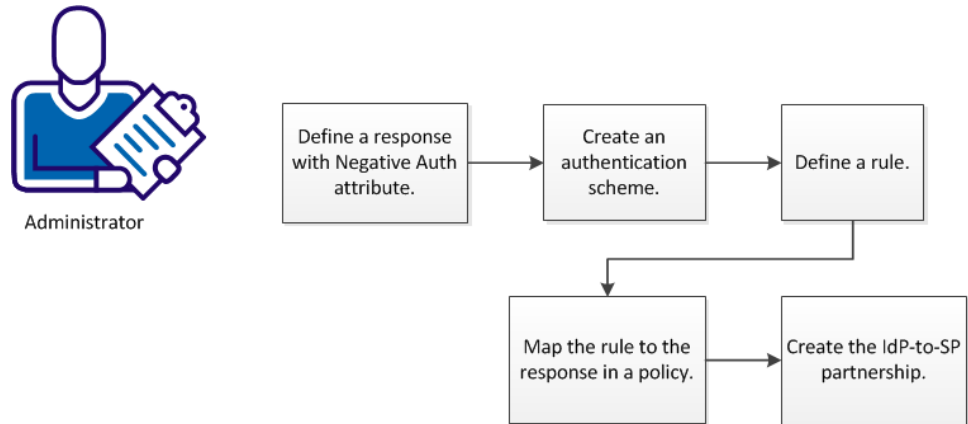 Administrator
Define a response
with Negative Auth
attribute.
Create an
authentication
scheme.
Define a rule.
Map the rule to the
response in a policy.
Create the IdP-to-SP
partnership.